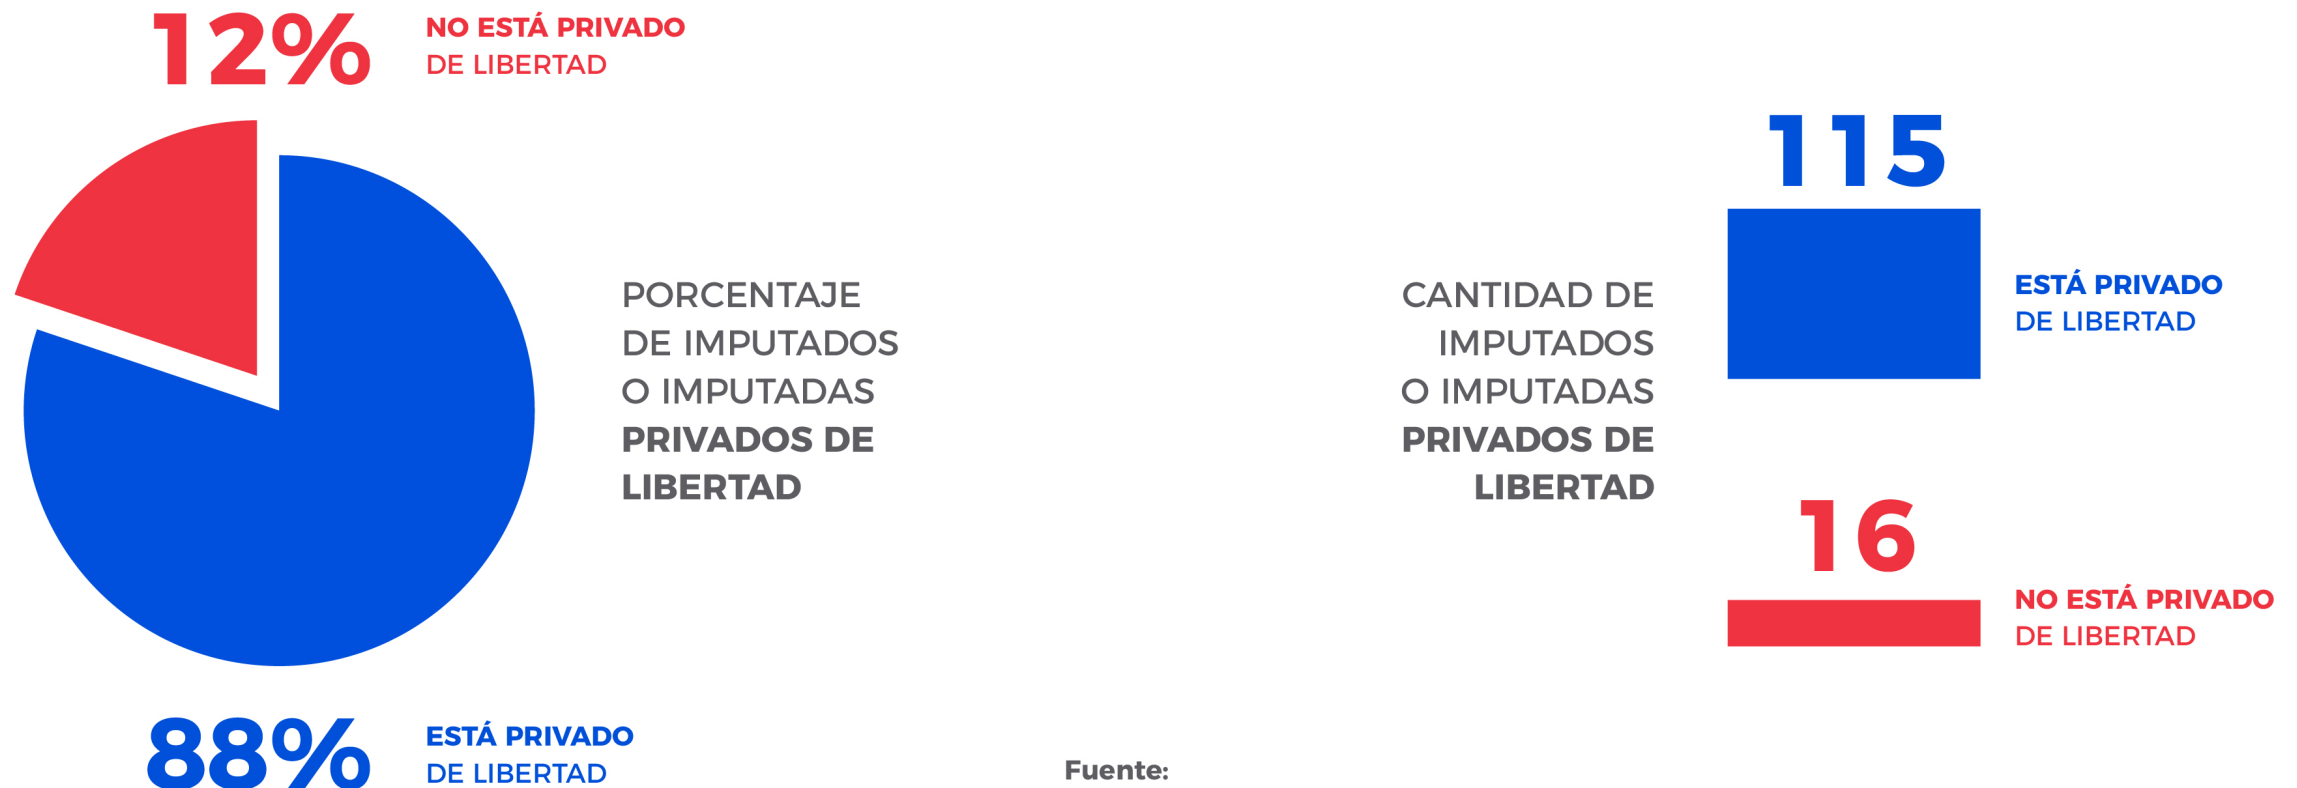 12%
NO ESTÁ PRIVADO
DE LIBERTAD
PORCENTAJE
DE IMPUTADOS
O IMPUTADAS
PRIVADOS DE
LIBERTAD
88%
ESTÁ PRIVADO
DE LIBERTAD
CANTIDAD DE
IMPUTADOS
O IMPUTADAS
PRIVADOS DE
LIBERTAD
115
ESTÁ PRIVADO
DE LIBERTAD
16
NO ESTÁ PRIVADO
DE LIBERTAD
Fuente: